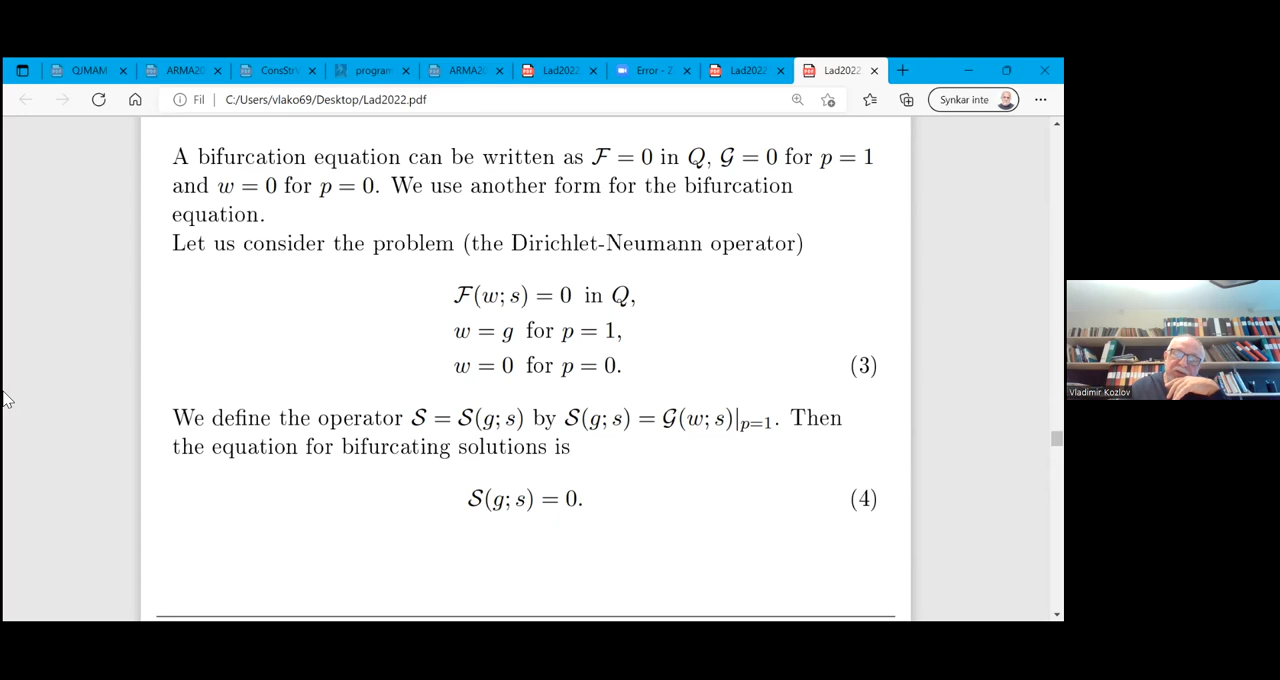 QJMAM
ARMA20
ConsStrV
program
ARMA20
Lad2022.
Error - Z
Lad2022.
Lad2022.
Fil C:/Users/vlako69/Desktop/Lad2022.pdf
Synkar inte
A bifurcation equation can be written as ℱ = 0 in Q, 𝒢 = 0 for p = 1
and w = 0 for p = 0. We use another form for the bifurcation
equation.
Let us consider the problem (the Dirichlet-Neumann operator)
ℱ(w; s) = 0 in Q,
w = g for p = 1,
w = 0 for p = 0. (3)
We define the operator 𝒮 = 𝒮(g; s) by 𝒮(g; s) = 𝒢(w; s)|p=1. Then
the equation for bifurcating solutions is
𝒮(g; s) = 0. (4)
Vladimir Kozlov